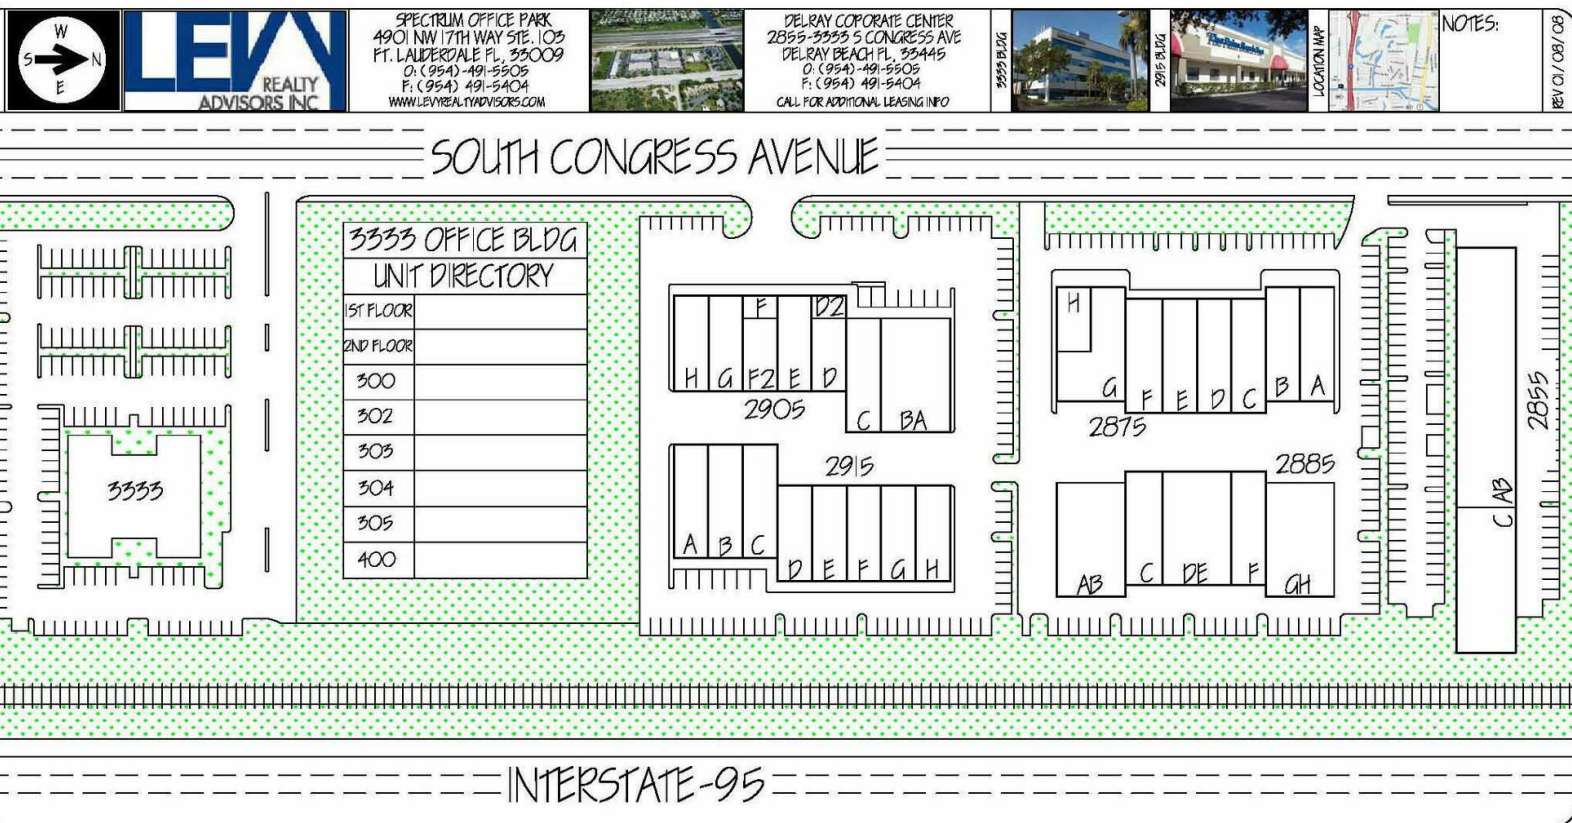 W
S N
E
LEVY
REALTY
ADVISORS INC
SPECTRUM OFFICE PARK
4901 NW 17TH WAY STE. 103
FT. LAUDERDALE FL, 33009
O: (954)-491-5505
F: (954) 491-5404
WWW.LEVYREALTYADVISORS.COM
DELRAY COPORATE CENTER
2855-3333 S CONGRESS AVE
DELRAY BEACH FL, 33445
O: (954)-491-5505
F: (954) 491-5404
CALL FOR ADDITIONAL LEASING INFO
3333 BLDG
2915 BLDG
LOCATION MAP
NOTES:
REV 01/08/08
SOUTH CONGRESS AVENUE
3333 OFFICE BLDG
UNIT DIRECTORY
1ST FLOOR
2ND FLOOR
300
302
303
304
305
400
3333
F D2
H G F2 E D
C BA
2905
2915
A B C
D E F G H
H
G F E D C B A
2875
2885
AB C DE F GH
2855
AB
C
INTERSTATE-95